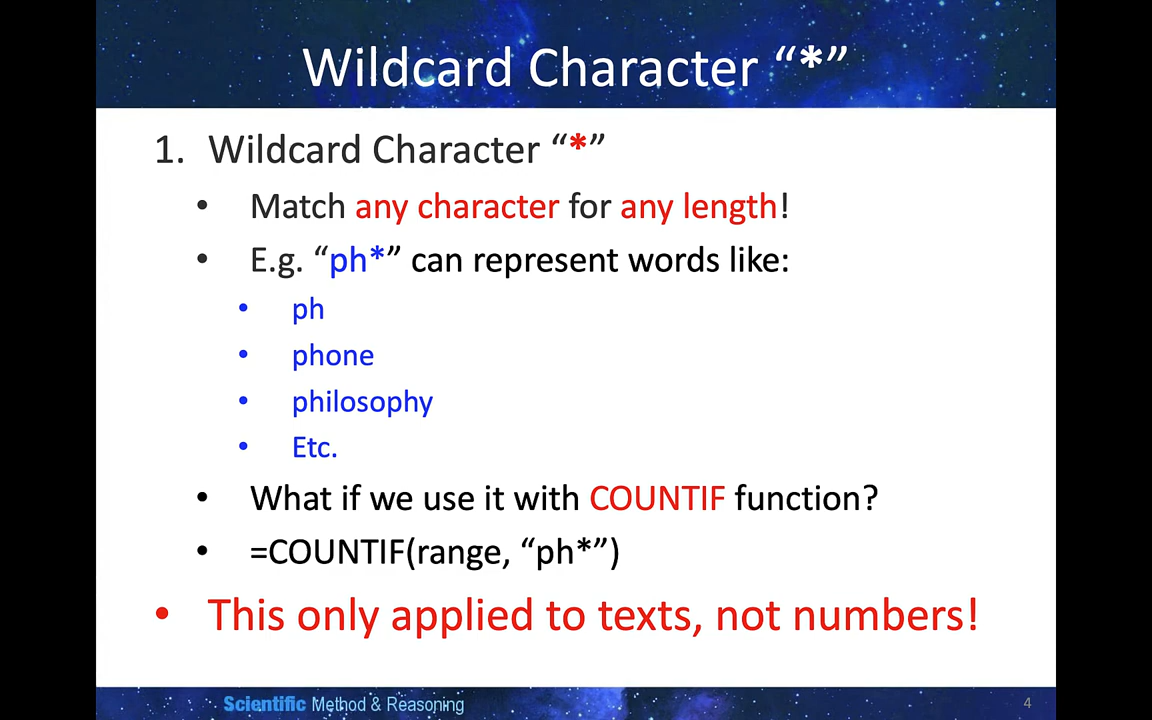 Wildcard Character “*”
1. Wildcard Character “*”
• Match any character for any length!
• E.g. “ph*” can represent words like:
• ph
• phone
• philosophy
• Etc.
• What if we use it with COUNTIF function?
• =COUNTIF(range, “ph*”)
• This only applied to texts, not numbers!
Scientific Method & Reasoning
4